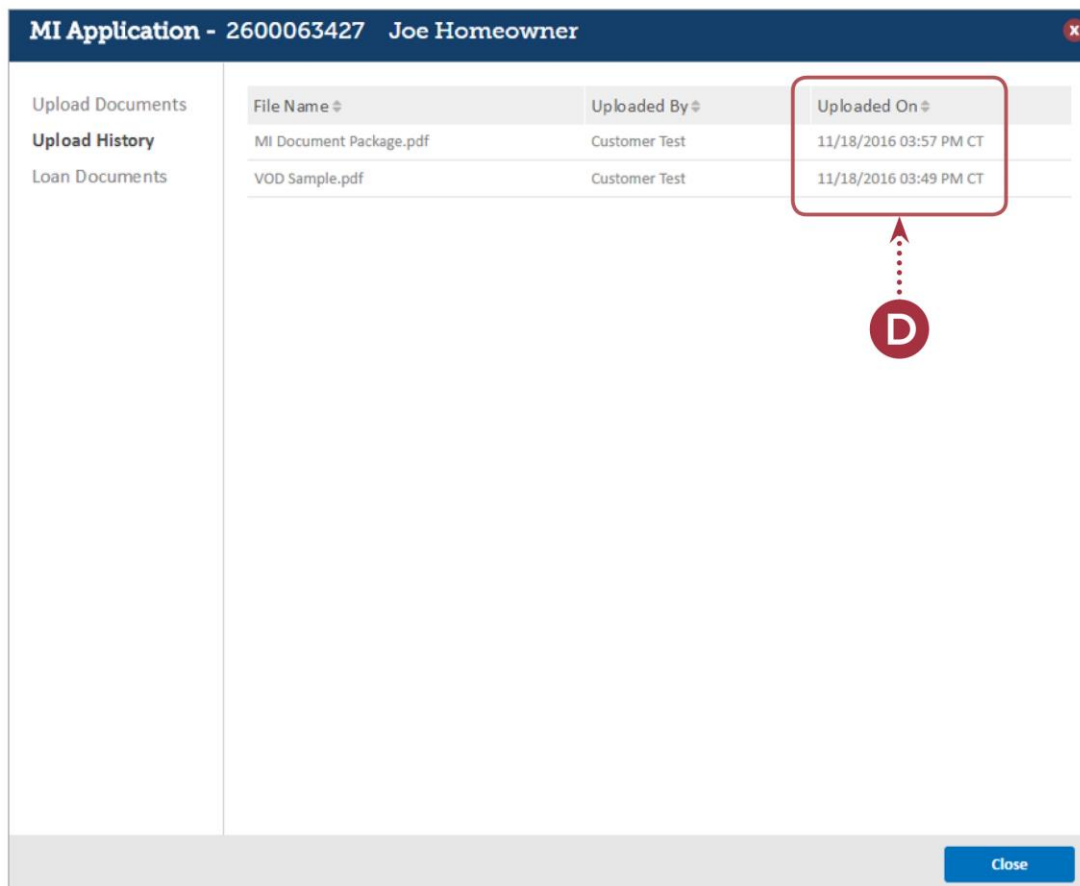 MI Application - 2600063427 Joe Homeowner
x
Upload Documents
Upload History
Loan Documents
File Name Uploaded By Uploaded On
MI Document Package.pdf Customer Test 11/18/2016 03:57 PM CT
VOD Sample.pdf Customer Test 11/18/2016 03:49 PM CT
D
Close